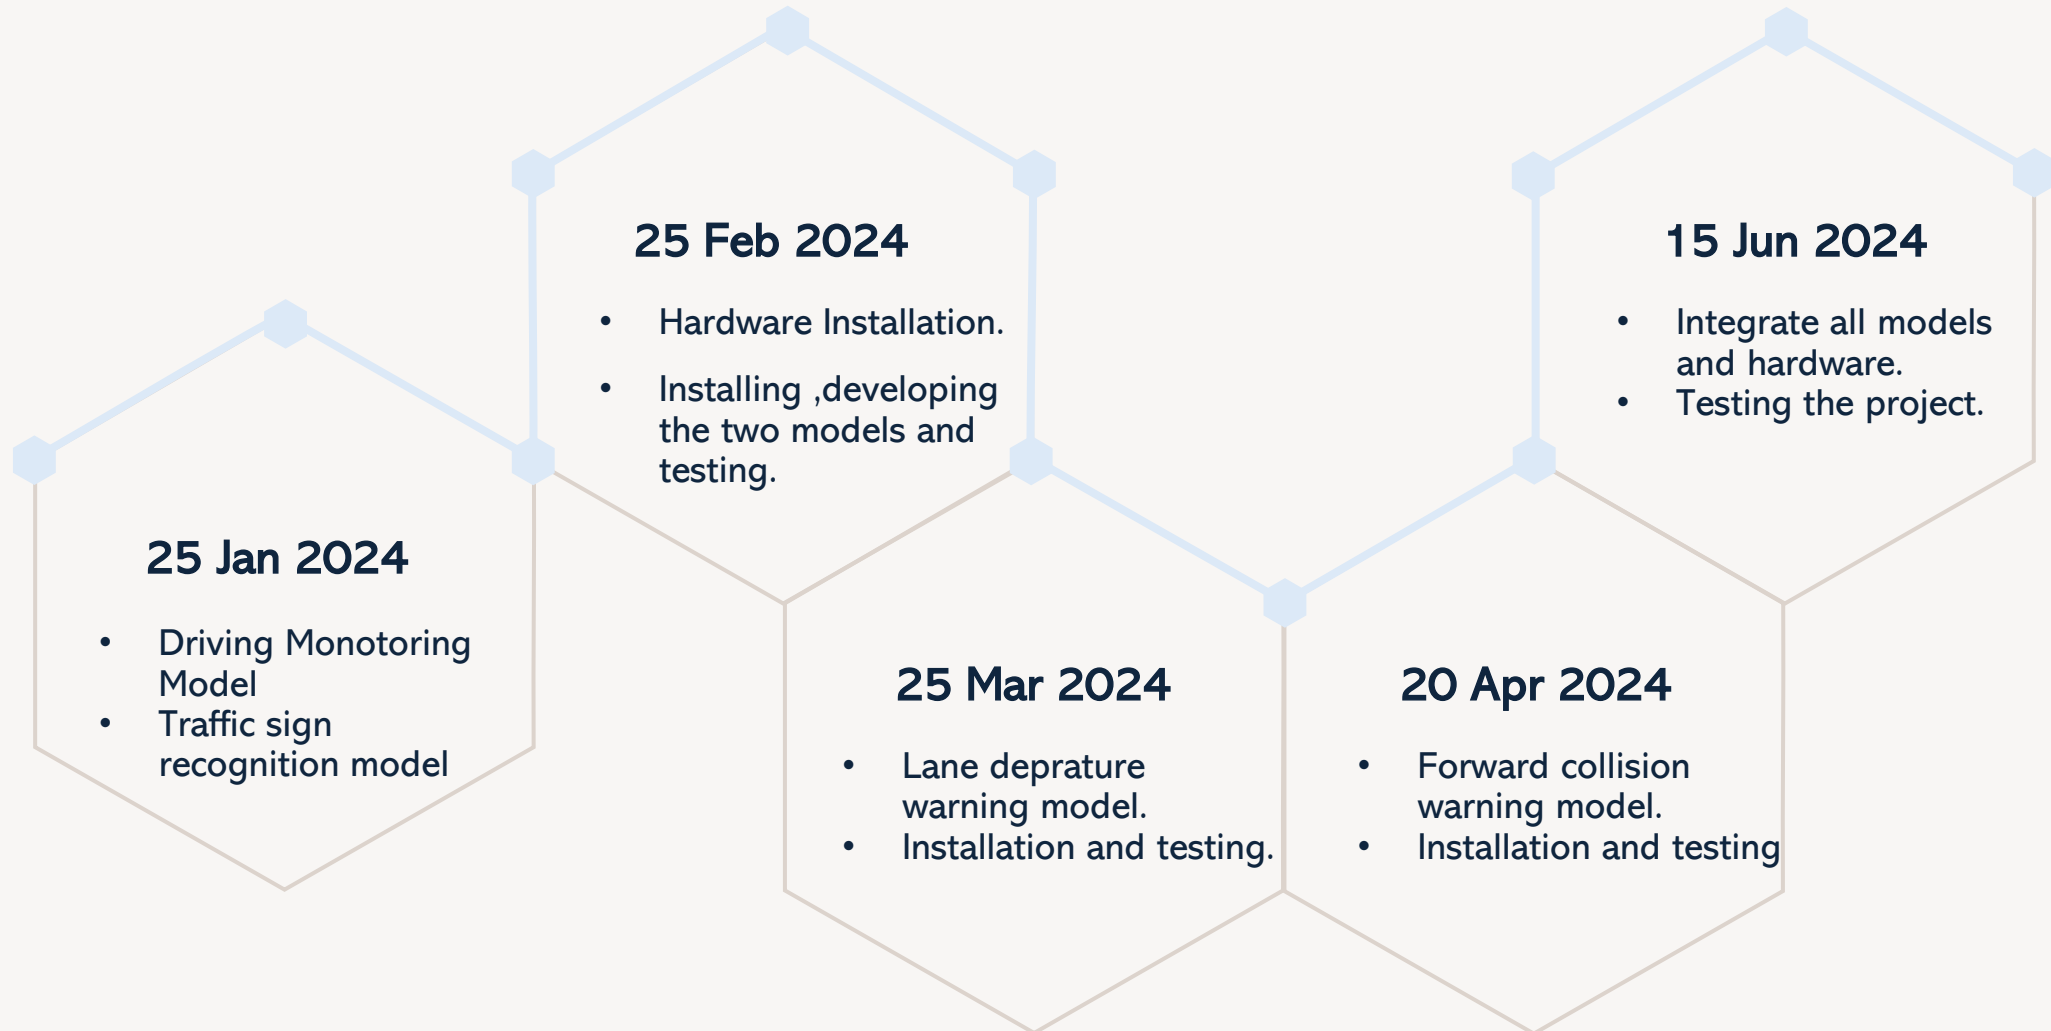 25 Jan 2024
• Driving Monotoring
Model
• Traffic sign
recognition model
25 Feb 2024
• Hardware Installation.
• Installing ,developing
the two models and
testing.
25 Mar 2024
• Lane deprature
warning model.
• Installation and testing.
20 Apr 2024
• Forward collision
warning model.
• Installation and testing
15 Jun 2024
• Integrate all models
and hardware.
• Testing the project.